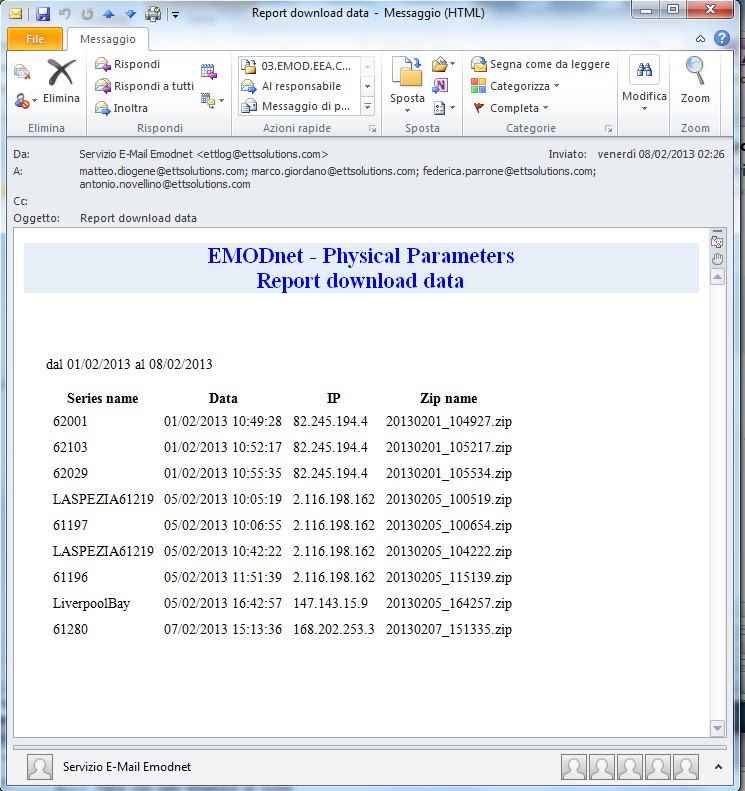 Report download data - Messaggio (HTML)
File
Messaggio
Elimina
Elimina
Rispondi
Rispondi a tutti
Inoltra
Rispondi
03.EMOD.EEA.C...
Al responsabile
Messaggio di p...
Azioni rapide
Sposta
Sposta
Segna come da leggere
Categorizza
Completa
Categorie
Modifica
Zoom
Zoom
Da: Servizio E-Mail Emodnet <ettlog@ettsolutions.com> Inviato: venerdì 08/02/2013 02:26
A: matteo.diogene@ettsolutions.com; marco.giordano@ettsolutions.com; federica.parrone@ettsolutions.com;
antonio.novellino@ettsolutions.com
Cc:
Oggetto: Report download data
EMODnet - Physical Parameters
Report download data
dal 01/02/2013 al 08/02/2013
Series name Data IP Zip name
62001 01/02/2013 10:49:28 82.245.194.4 20130201_104927.zip
62103 01/02/2013 10:52:17 82.245.194.4 20130201_105217.zip
62029 01/02/2013 10:55:35 82.245.194.4 20130201_105534.zip
LASPEZIA61219 05/02/2013 10:05:19 2.116.198.162 20130205_100519.zip
61197 05/02/2013 10:06:55 2.116.198.162 20130205_100654.zip
LASPEZIA61219 05/02/2013 10:42:22 2.116.198.162 20130205_104222.zip
61196 05/02/2013 11:51:39 2.116.198.162 20130205_115139.zip
LiverpoolBay 05/02/2013 16:42:57 147.143.15.9 20130205_164257.zip
61280 07/02/2013 15:13:36 168.202.253.3 20130207_151335.zip
Servizio E-Mail Emodnet